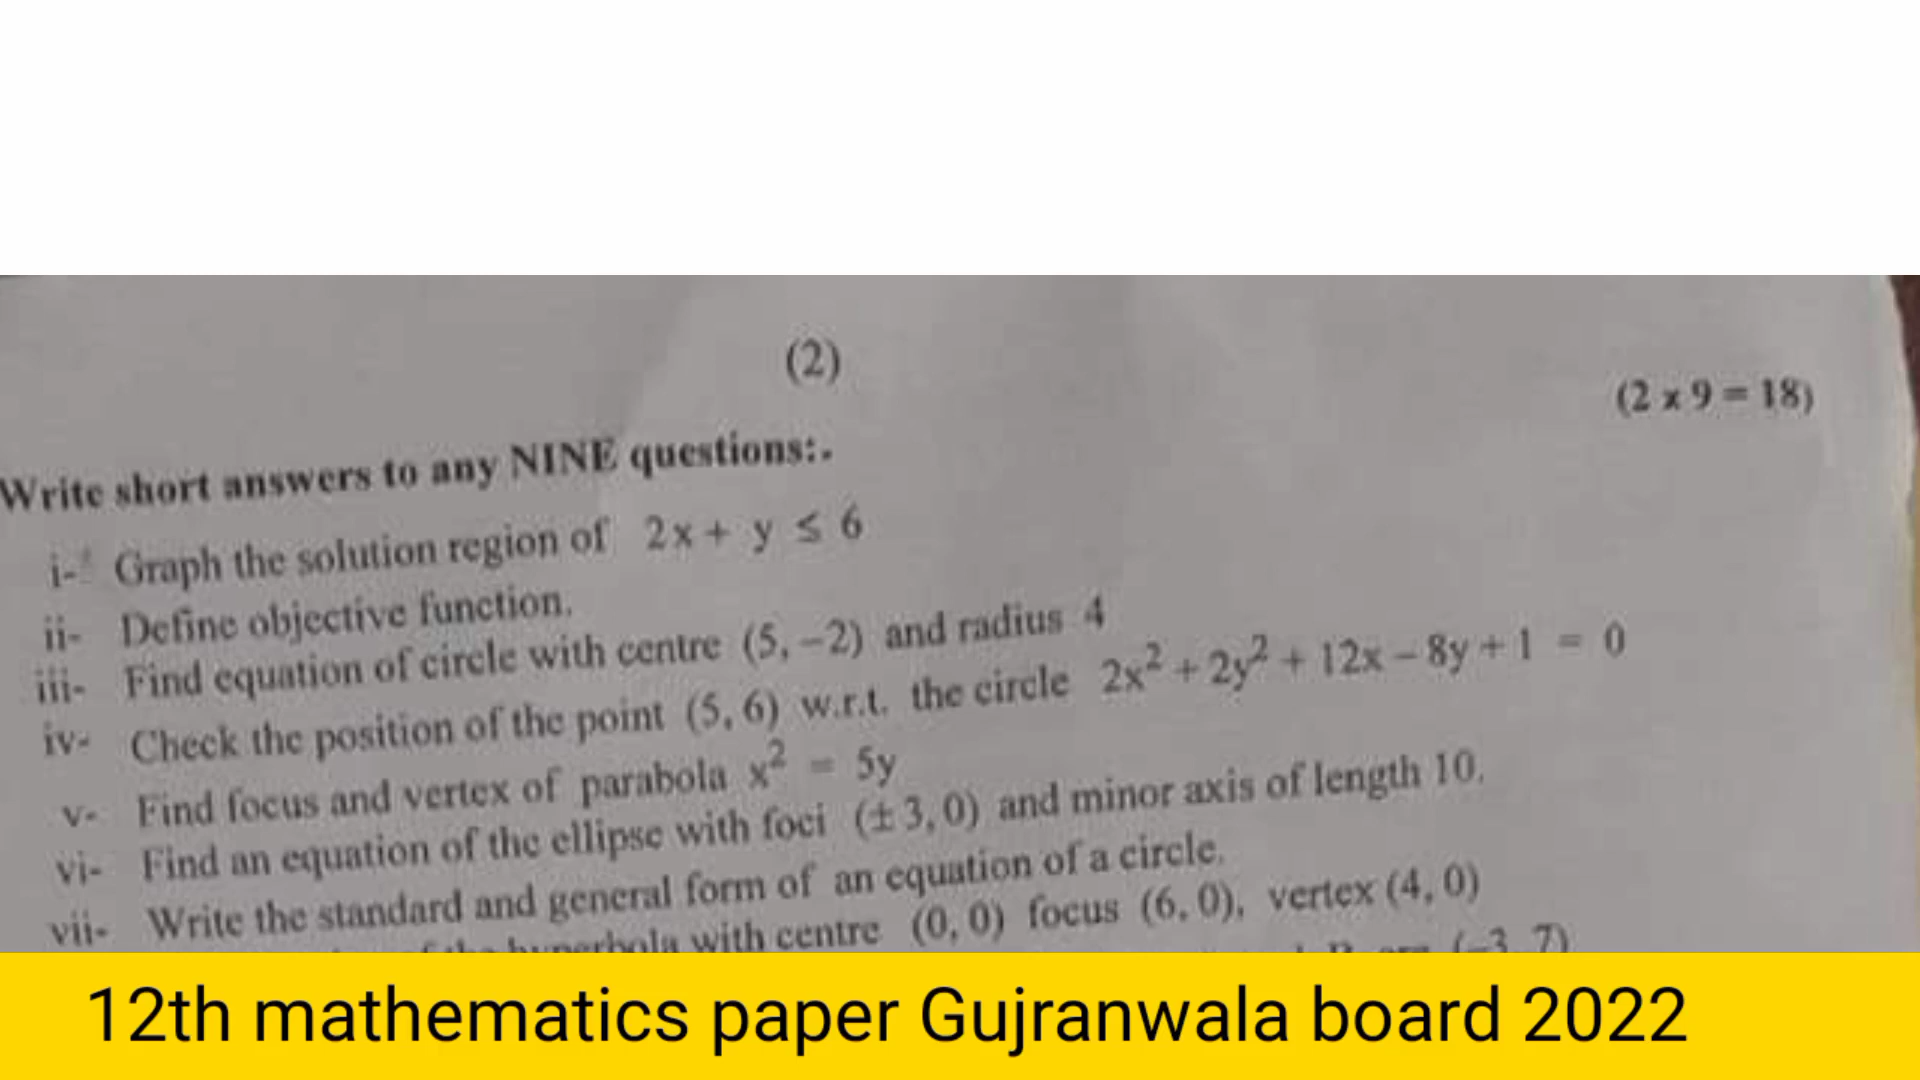 (2)
(2 x 9 = 18)
Write short answers to any NINE questions:.
i- Graph the solution region of 2x + y ≤ 6
ii- Define objective function.
iii- Find equation of circle with centre (5, −2) and radius 4
iv- Check the position of the point (5, 6) w.r.t. the circle 2x² + 2y² + 12x − 8y + 1 = 0
v- Find focus and vertex of parabola x² = 5y
vi- Find an equation of the ellipse with foci (± 3, 0) and minor axis of length 10.
vii- Write the standard and general form of an equation of a circle.
hyperbola with centre (0, 0) focus (6, 0), vertex (4, 0)
are (−3, 7)
12th mathematics paper Gujranwala board 2022